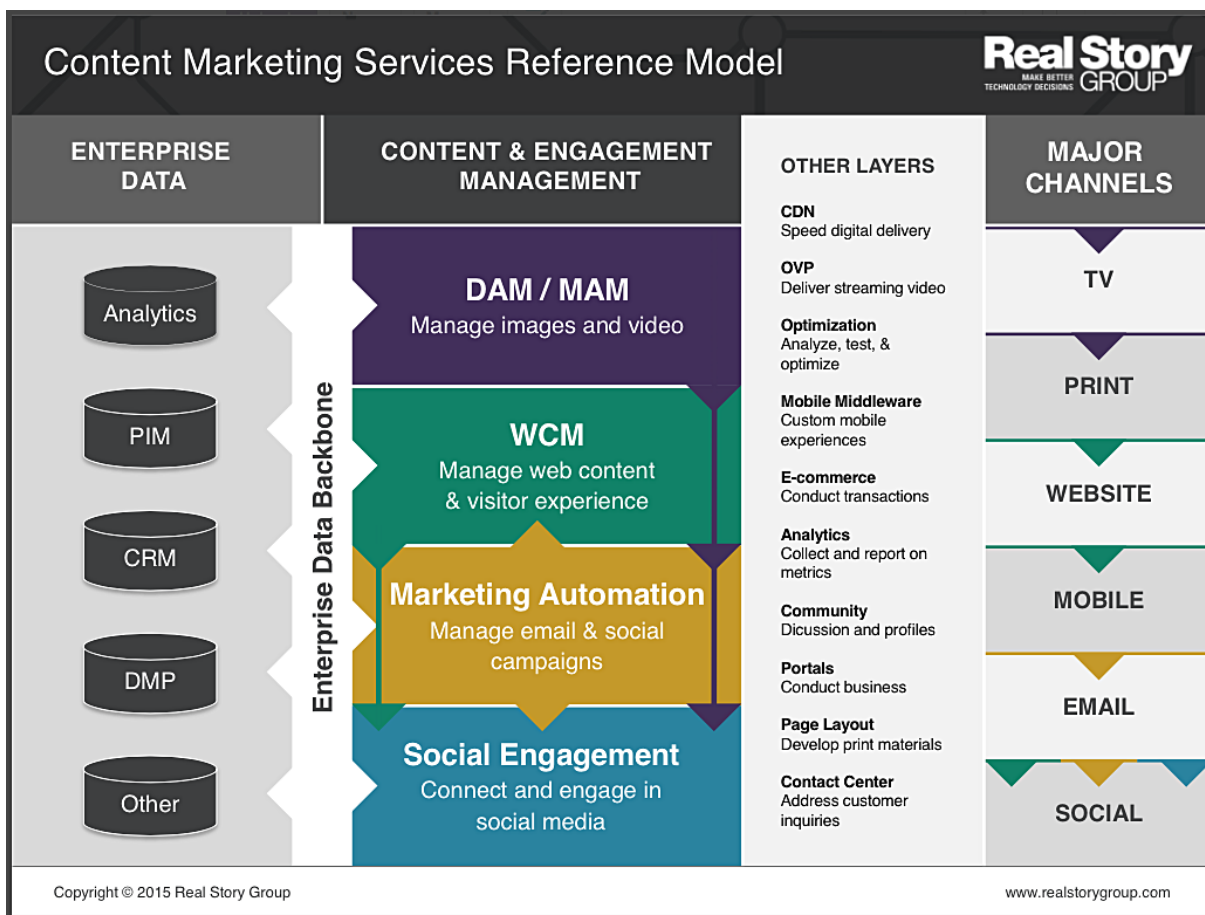 Content Marketing Services Reference Model
Real Story
MAKE BETTER
TECHNOLOGY DECISIONS
GROUP
ENTERPRISE
DATA
Analytics
PIM
CRM
DMP
Other
Enterprise Data Backbone
CONTENT & ENGAGEMENT
MANAGEMENT
DAM / MAM
Manage images and video
WCM
Manage web content
& visitor experience
Marketing Automation
Manage email & social
campaigns
Social Engagement
Connect and engage in
social media
OTHER LAYERS
CDN
Speed digital delivery
OVP
Deliver streaming video
Optimization
Analyze, test, &
optimize
Mobile Middleware
Custom mobile
experiences
E-commerce
Conduct transactions
Analytics
Collect and report on
metrics
Community
Dicussion and profiles
Portals
Conduct business
Page Layout
Develop print materials
Contact Center
Address customer
inquiries
MAJOR
CHANNELS
TV
PRINT
WEBSITE
MOBILE
EMAIL
SOCIAL
Copyright © 2015 Real Story Group
www.realstorygroup.com